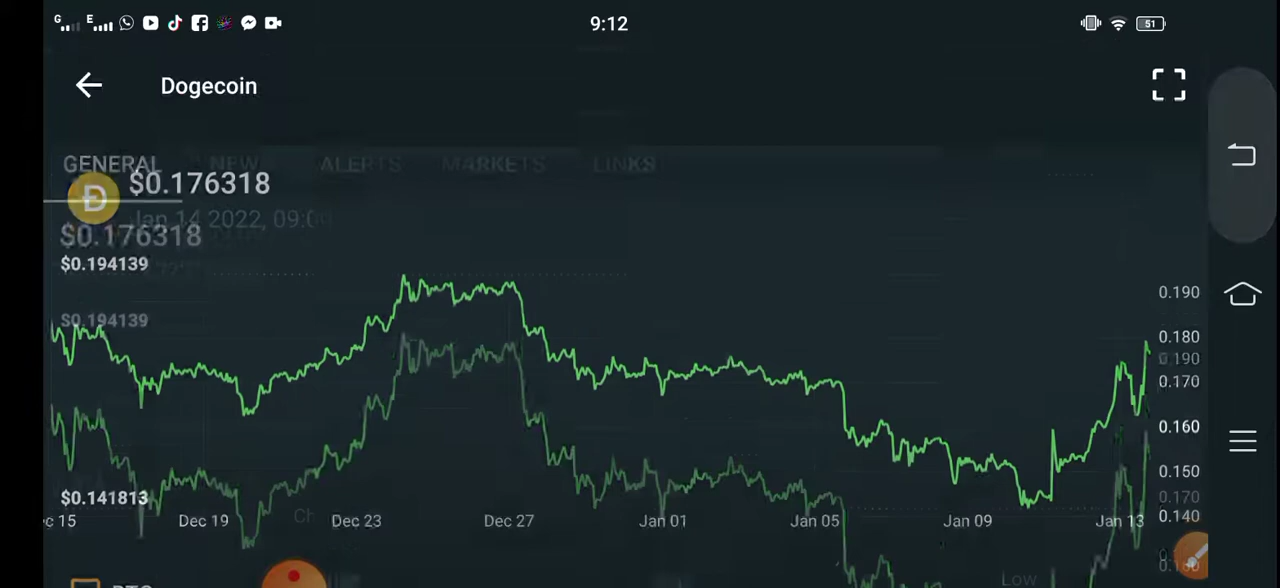 G E 9:12 51
Dogecoin
GENERAL NEW ALERTS MARKETS LINKS
Đ $0.176318
Jan 14 2022, 09:0
$0.176318
$0.194139
0.190
$0.194139
0.180
0.190
0.170
0.160
0.150
$0.141813
0.170
0.140
c 15 Dec 19 Dec 23 Dec 27 Jan 01 Jan 05 Jan 09 Jan 13
Low